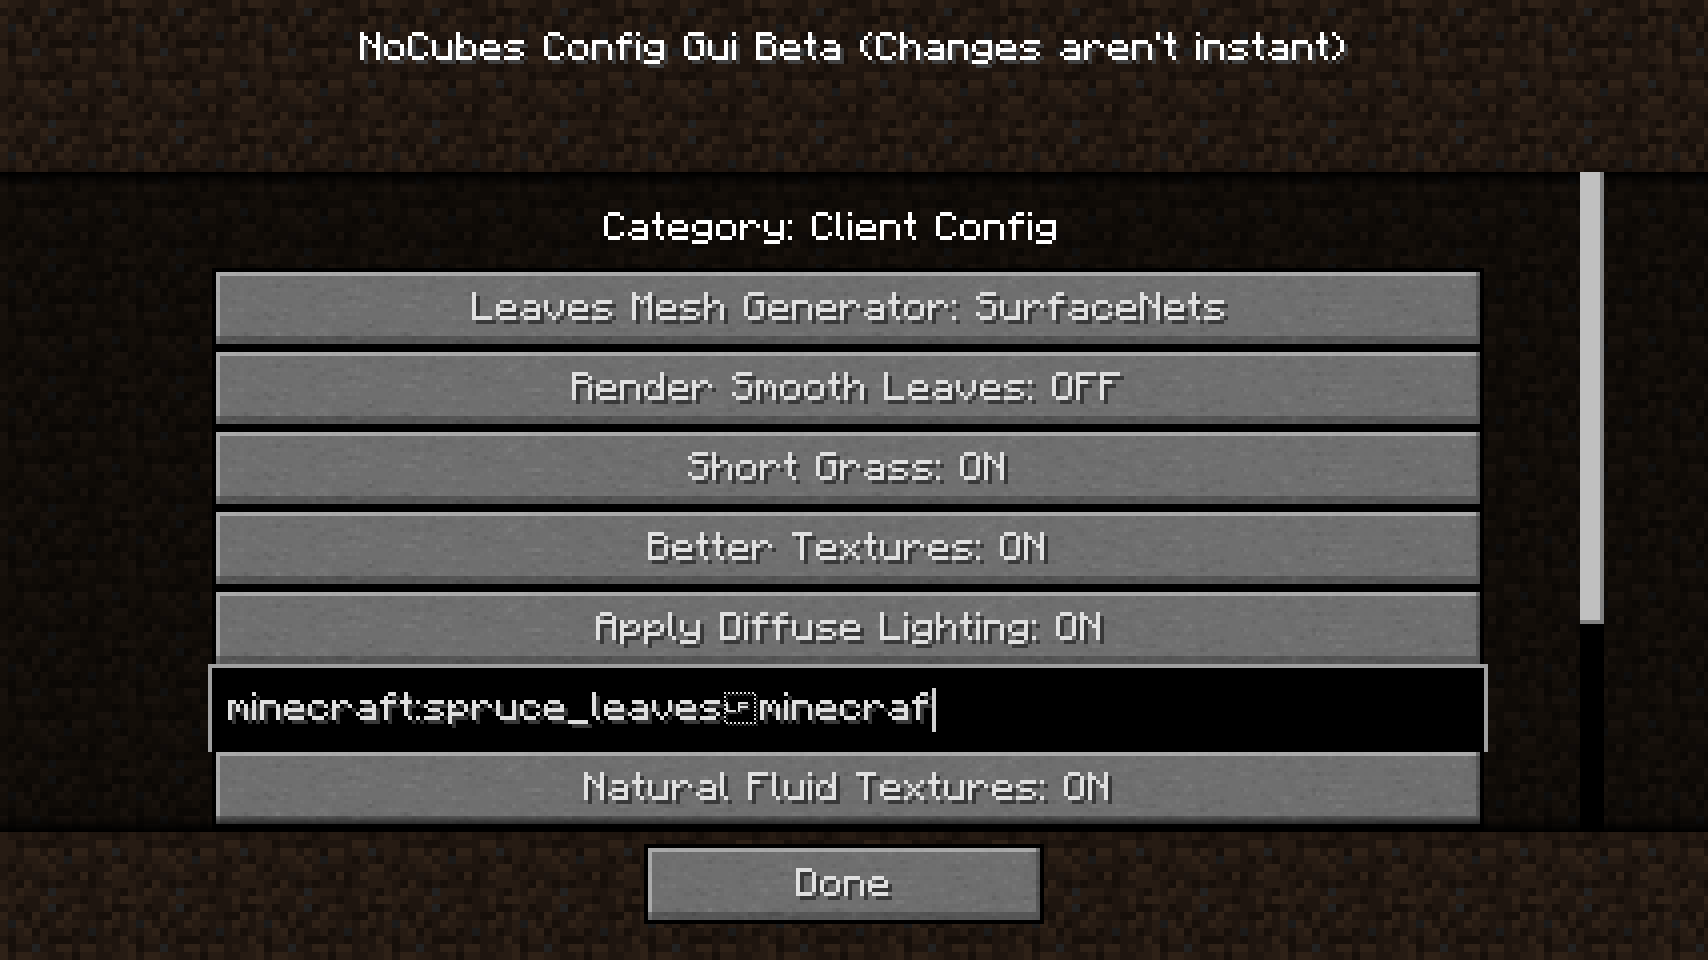 NoCubes Config Gui Beta (Changes aren't instant)
Category: Client Config
Leaves Mesh Generator: SurfaceNets
Render Smooth Leaves: OFF
Short Grass: ON
Better Textures: ON
Apply Diffuse Lighting: ON
minecraft:spruce_leaves␊minecraf
Natural Fluid Textures: ON
Done